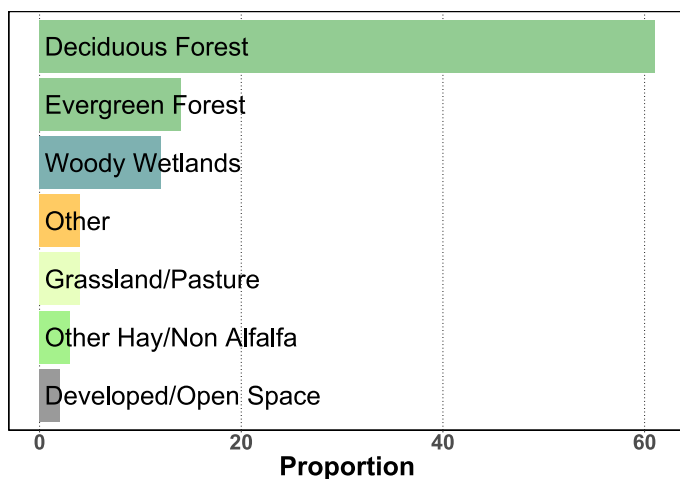 Deciduous Forest
Evergreen Forest
Woody Wetlands
Other
Grassland/Pasture
Other Hay/Non Alfalfa
Developed/Open Space
0 20 40 60
Proportion